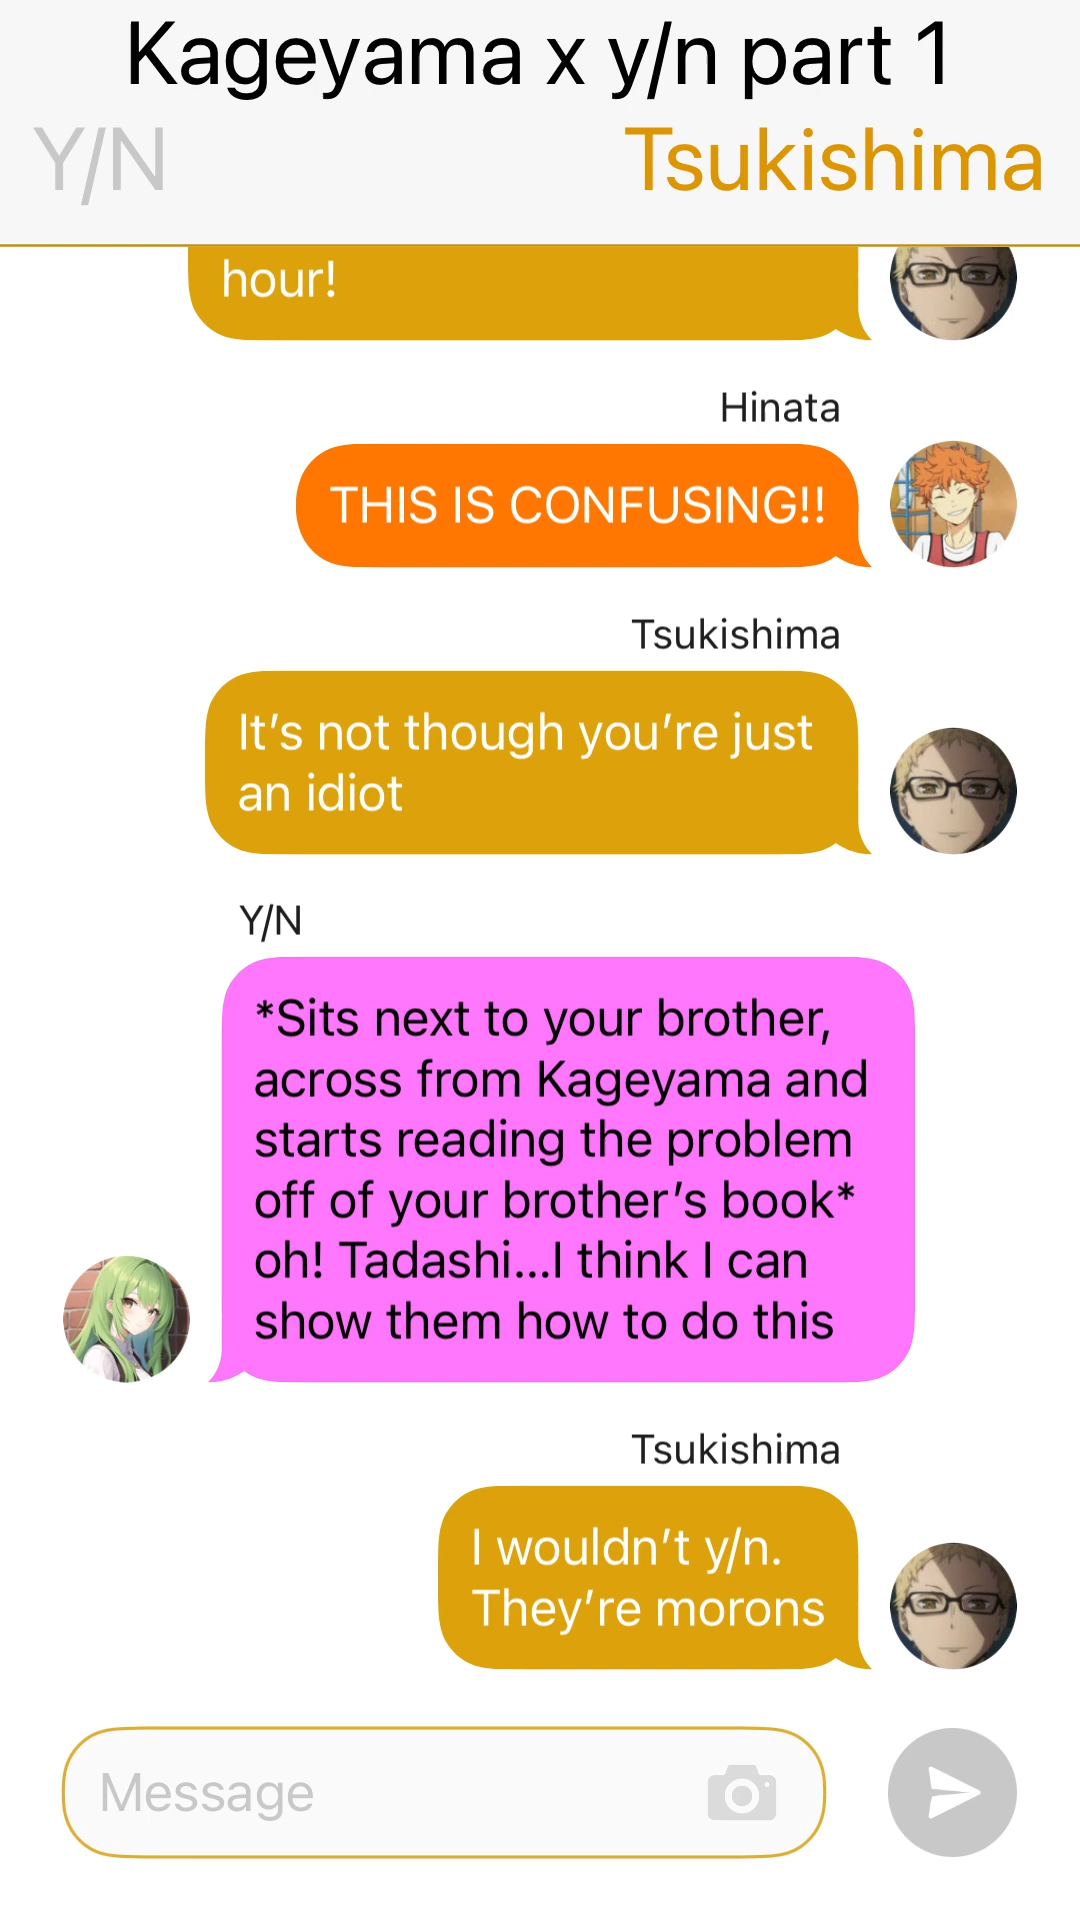 Kageyama x y/n part 1
Y/N
Tsukishima
hour!
Hinata
THIS IS CONFUSING!!
Tsukishima
It’s not though you’re just
an idiot
Y/N
*Sits next to your brother,
across from Kageyama and
starts reading the problem
off of your brother’s book*
oh! Tadashi...I think I can
show them how to do this
Tsukishima
I wouldn’t y/n.
They’re morons
Message